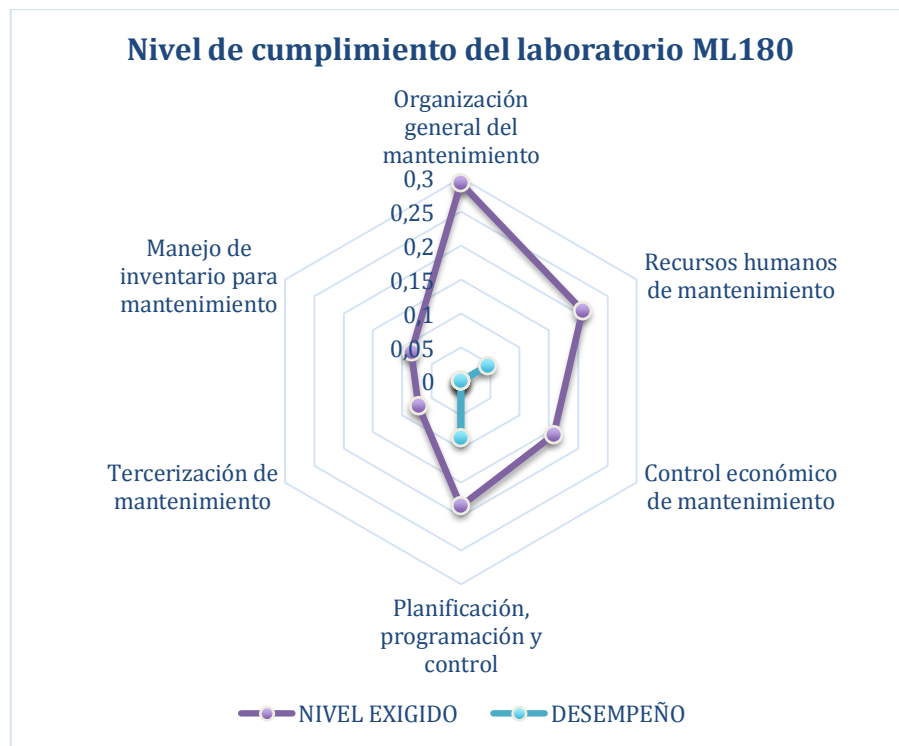 Nivel de cumplimiento del laboratorio ML180
Organización
general del
mantenimiento
0,3
0,25
0,2
0,15
0,1
0,05
0
Recursos humanos
de mantenimiento
Control económico
de mantenimiento
Planificación,
programación y
control
Tercerización de
mantenimiento
Manejo de
inventario para
mantenimiento
NIVEL EXIGIDO
DESEMPEÑO